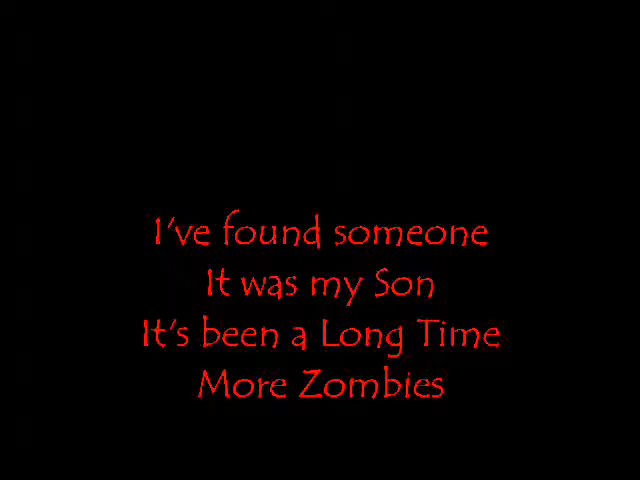 I've found someone
It was my Son
It's been a Long Time
More Zombies